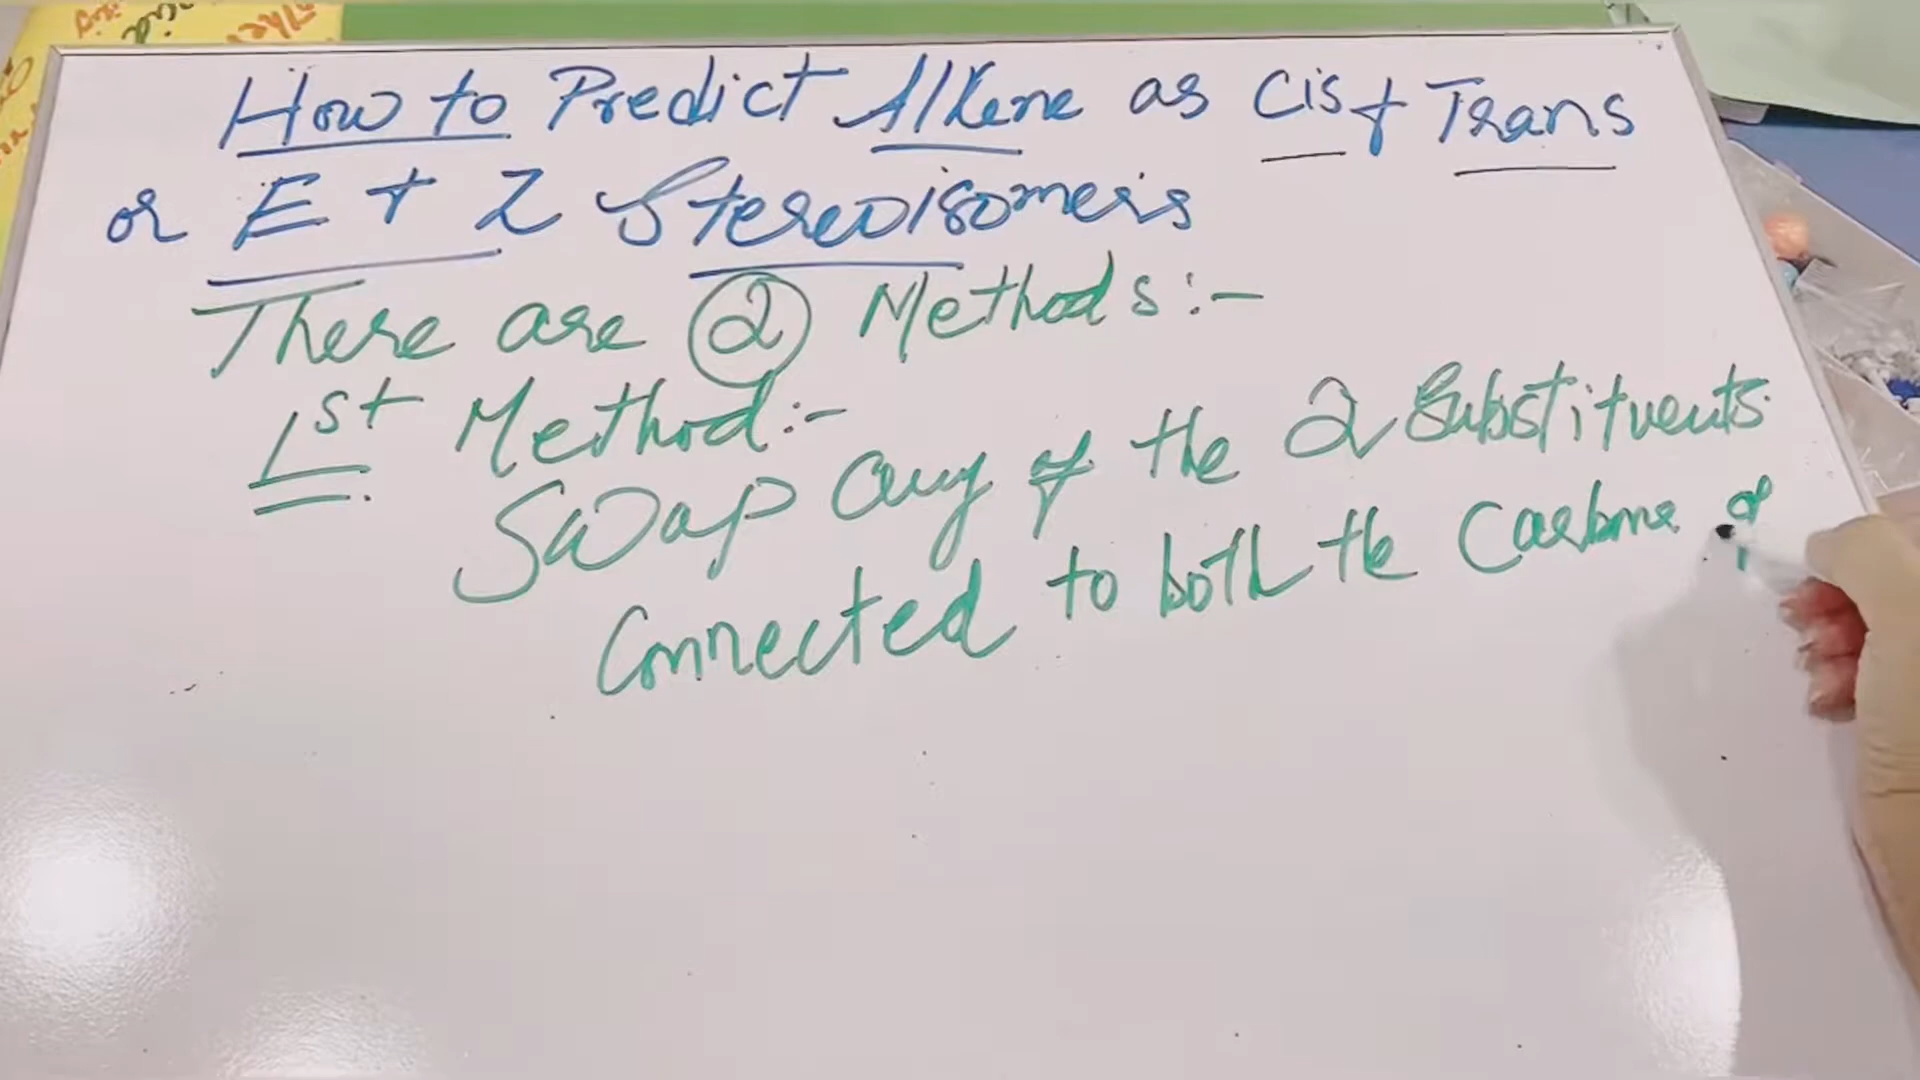 How to Predict Alkene as Cis + Trans
or E + Z Stereoisomers
There are 2 Methods:-
1st Method:-
Swap any of the 2 Substituents
Connected to both the Carbons of